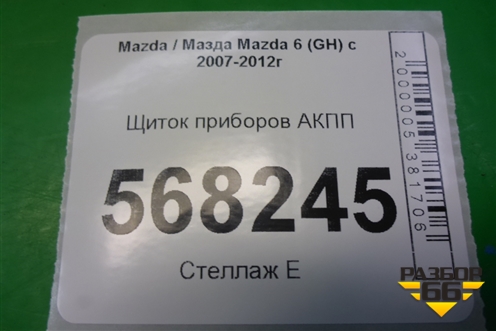 Mazda / Мазда Mazda 6 (GH) с
2007-2012г
Щиток приборов АКПП
568245
Стеллаж Е
2000005381706
РАЗБОР
66